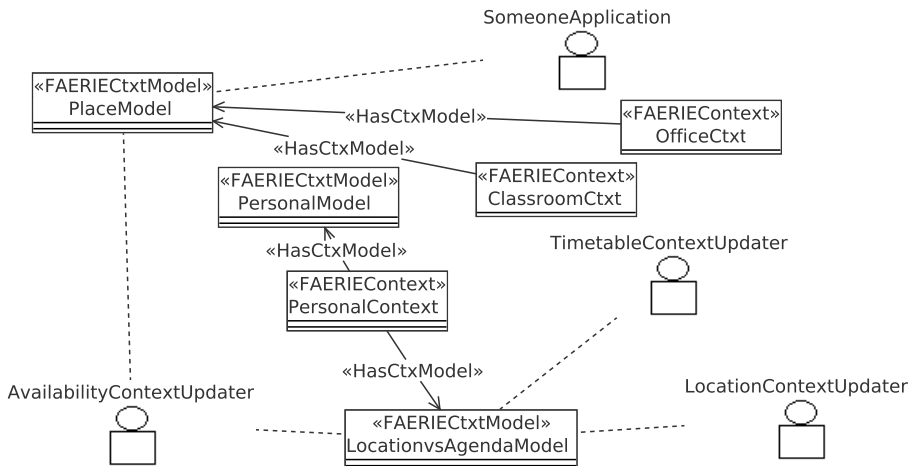 SomeoneApplication
«FAERIECtxtModel»
PlaceModel
«HasCtxModel»
«FAERIEContext»
OfficeCtxt
«HasCtxModel»
«FAERIECtxtModel»
PersonalModel
«FAERIEContext»
ClassroomCtxt
«HasCtxModel»
TimetableContextUpdater
«FAERIEContext»
PersonalContext
«HasCtxModel»
AvailabilityContextUpdater
LocationContextUpdater
«FAERIECtxtModel»
LocationvsAgendaModel